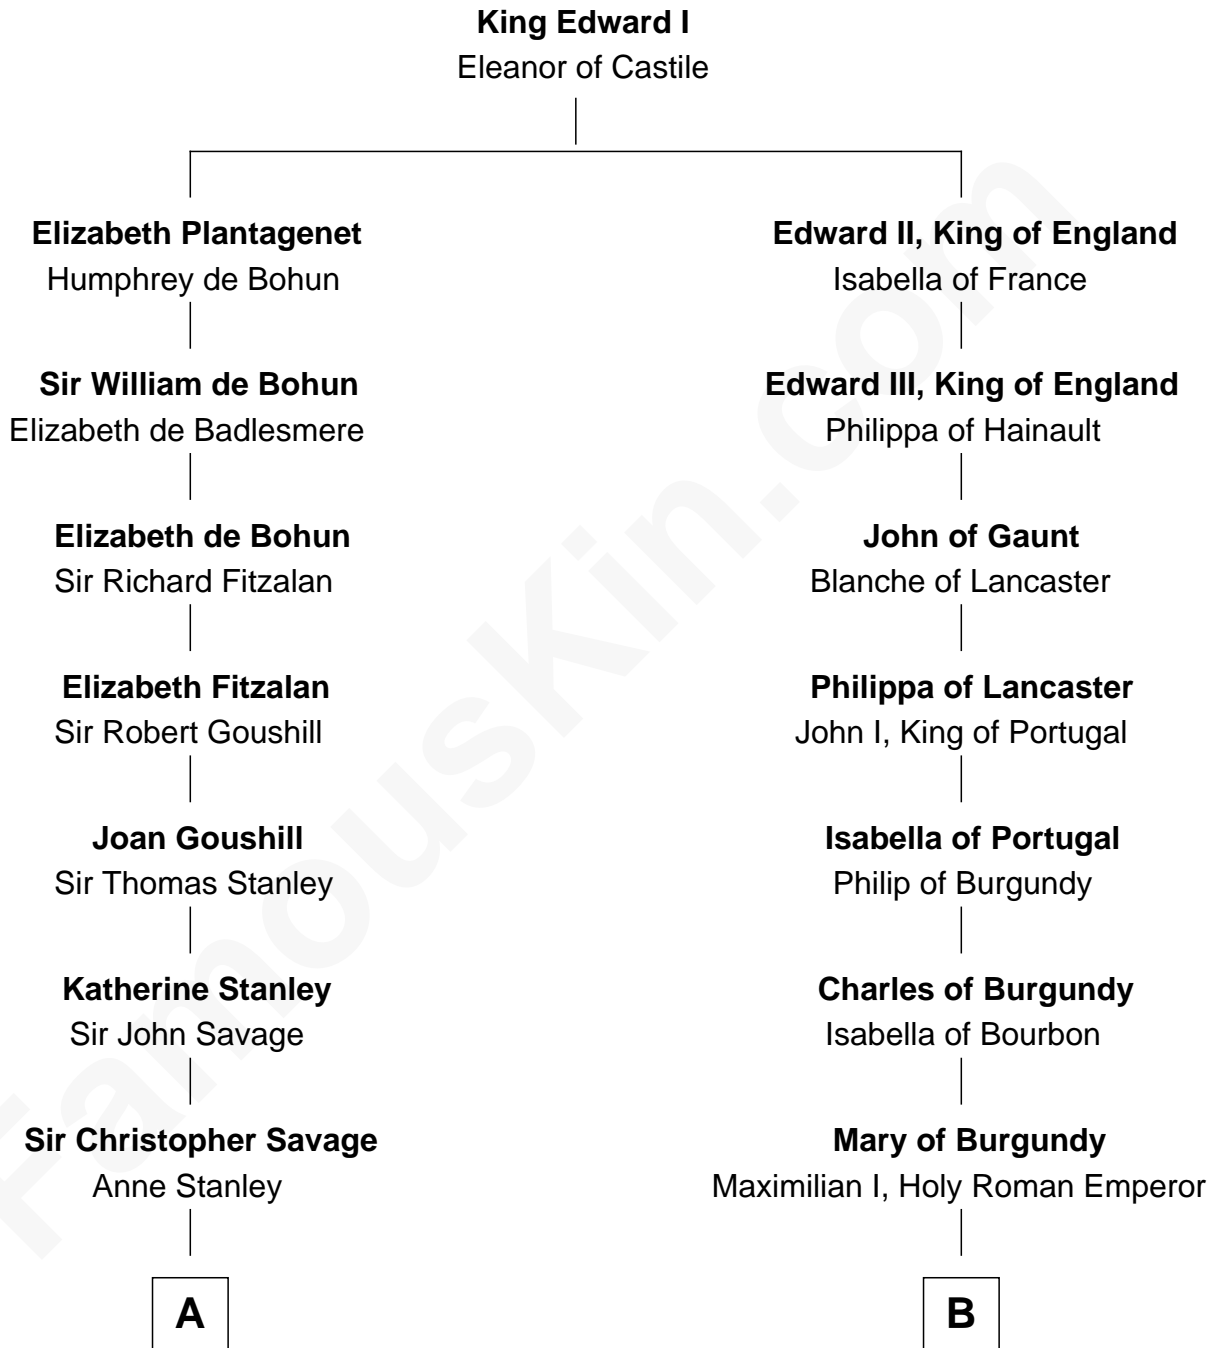 King Edward I
Eleanor of Castile
Elizabeth Plantagenet
Humphrey de Bohun
Edward II, King of England
Isabella of France
Sir William de Bohun
Elizabeth de Badlesmere
Edward III, King of England
Philippa of Hainault
Elizabeth de Bohun
Sir Richard Fitzalan
John of Gaunt
Blanche of Lancaster
Elizabeth Fitzalan
Sir Robert Goushill
Philippa of Lancaster
John I, King of Portugal
Joan Goushill
Sir Thomas Stanley
Isabella of Portugal
Philip of Burgundy
Katherine Stanley
Sir John Savage
Charles of Burgundy
Isabella of Bourbon
Sir Christopher Savage
Anne Stanley
Mary of Burgundy
Maximilian I, Holy Roman Emperor
A
B
FamousKin.com